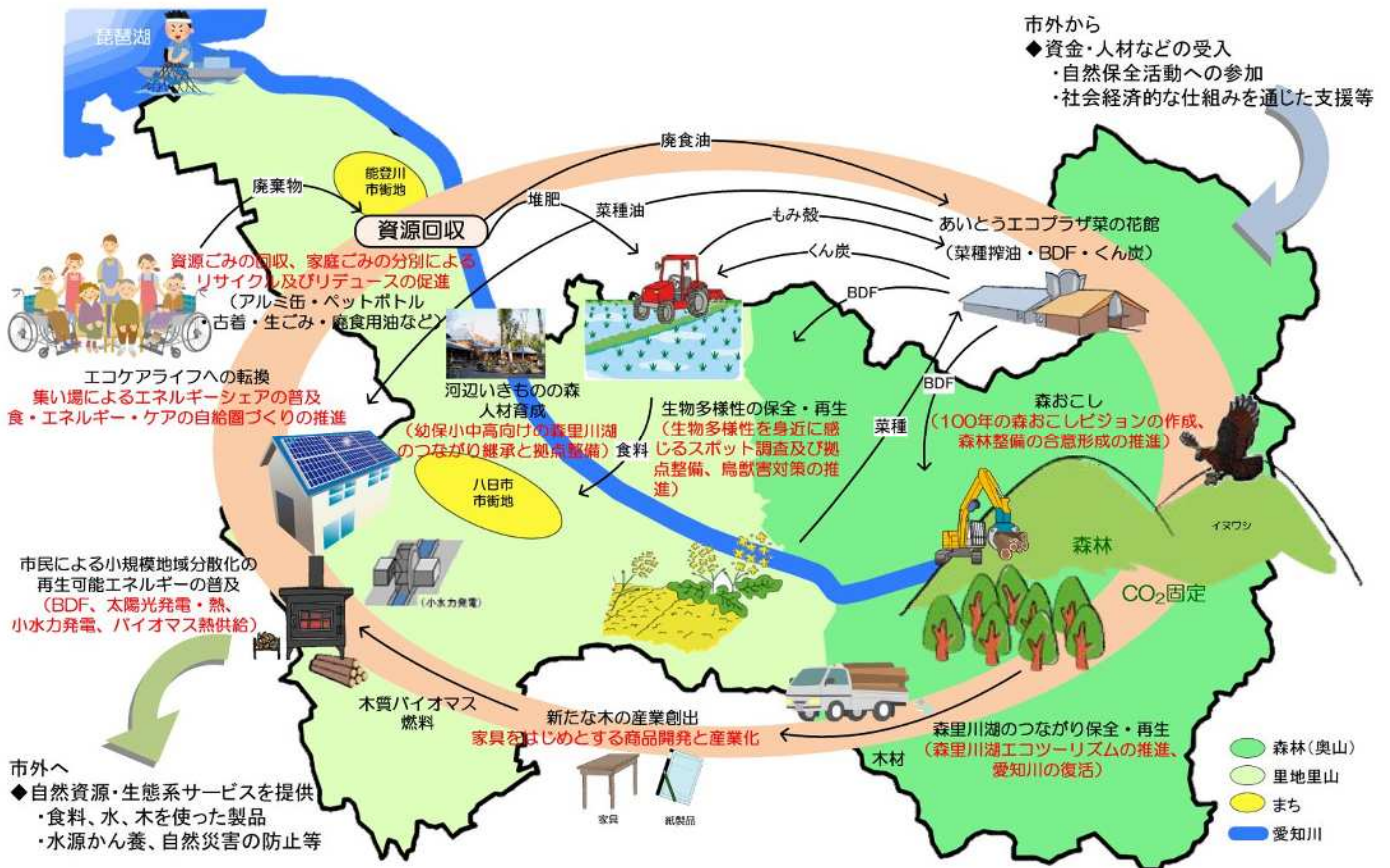 琵琶湖
市外から
◆資金・人材などの受入
・自然保全活動への参加
・社会経済的な仕組みを通じた支援等
廃食油
能登川
市街地
廃棄物
堆肥
菜種油
もみ殻
あいとうエコプラザ菜の花館
資源回収
くん炭
(菜種搾油・BDF・くん炭)
資源ごみの回収、家庭ごみの分別による
リサイクル及びリデュースの促進
(アルミ缶・ペットボトル
・古着・生ごみ・廃食用油など)
BDF
エコケアライフへの転換
集い場によるエネルギーシェアの普及
食・エネルギー・ケアの自給圏づくりの推進
河辺いきものの森
人材育成
(幼保小中高向けの森里川湖
のつながり継承と拠点整備)
食料
生物多様性の保全・再生
(生物多様性を身近に感
じるスポット調査及び拠
点整備、鳥獣害対策の推
進)
菜種
BDF
森おこし
(100年の森おこしビジョンの作成、
森林整備の合意形成の推進)
八日市
市街地
イヌワシ
森林
CO₂固定
市民による小規模地域分散化の
再生可能エネルギーの普及
(BDF、太陽光発電・熱、
小水力発電、バイオマス熱供給)
(小水力発電)
木質バイオマス
燃料
新たな木の産業創出
家具をはじめとする商品開発と産業化
家具
紙製品
木材
森里川湖のつながり保全・再生
(森里川湖エコツーリズムの推進、
愛知川の復活)
市外へ
◆自然資源・生態系サービスを提供
・食料、水、木を使った製品
・水源かん養、自然災害の防止等
森林(奥山)
里地里山
まち
愛知川